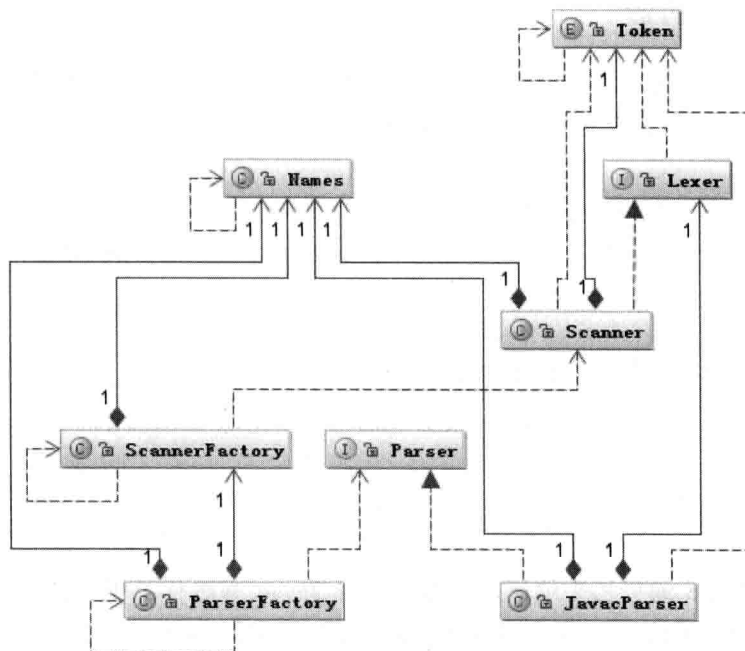 E Token
1
C Names
I Lexer
1 1 1 1
1
1 1
C Scanner
1
C ScannerFactory
I Parser
1
1 1
1 1
C ParserFactory
C JavacParser